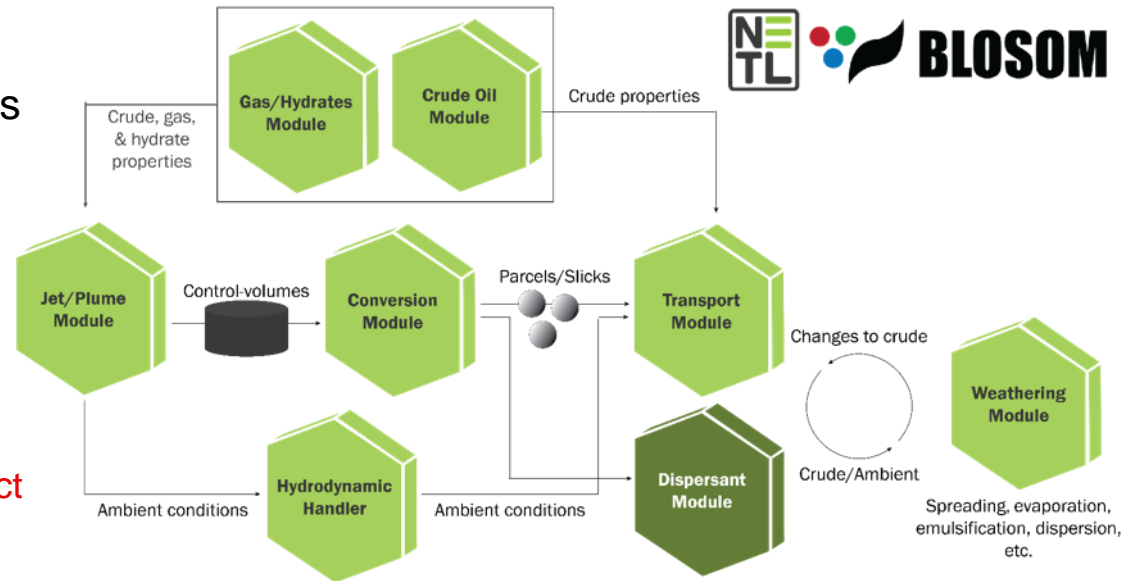 NETL
BLOSOM
s
Gas/Hydrates
Module
Crude Oil
Module
Crude properties
Crude, gas,
& hydrate
properties
Jet/Plume
Module
Control-volumes
Conversion
Module
Parcels/Slicks
Transport
Module
Changes to crude
Weathering
Module
Crude/Ambient
Spreading, evaporation,
emulsification, dispersion,
etc.
ct
Ambient conditions
Hydrodynamic
Handler
Ambient conditions
Dispersant
Module